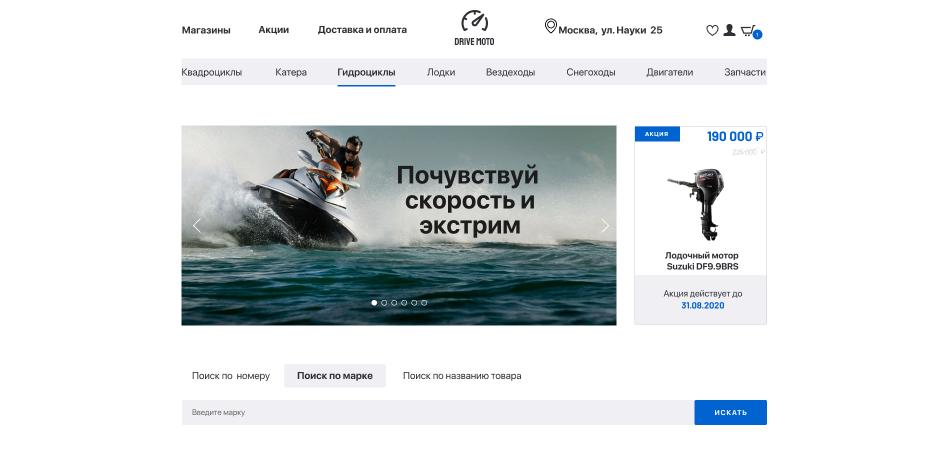 Магазины Акции Доставка и оплата
DRIVE MOTO
Москва, ул. Науки 25
1
Квадроциклы Катера Гидроциклы Лодки Вездеходы Снегоходы Двигатели Запчасти
Почувствуй
скорость и
экстрим
АКЦИЯ
190 000 ₽
225 000 ₽
Лодочный мотор
Suzuki DF9.9BRS
Акция действует до
31.08.2020
Поиск по номеру Поиск по марке Поиск по названию товара
Введите марку
ИСКАТЬ